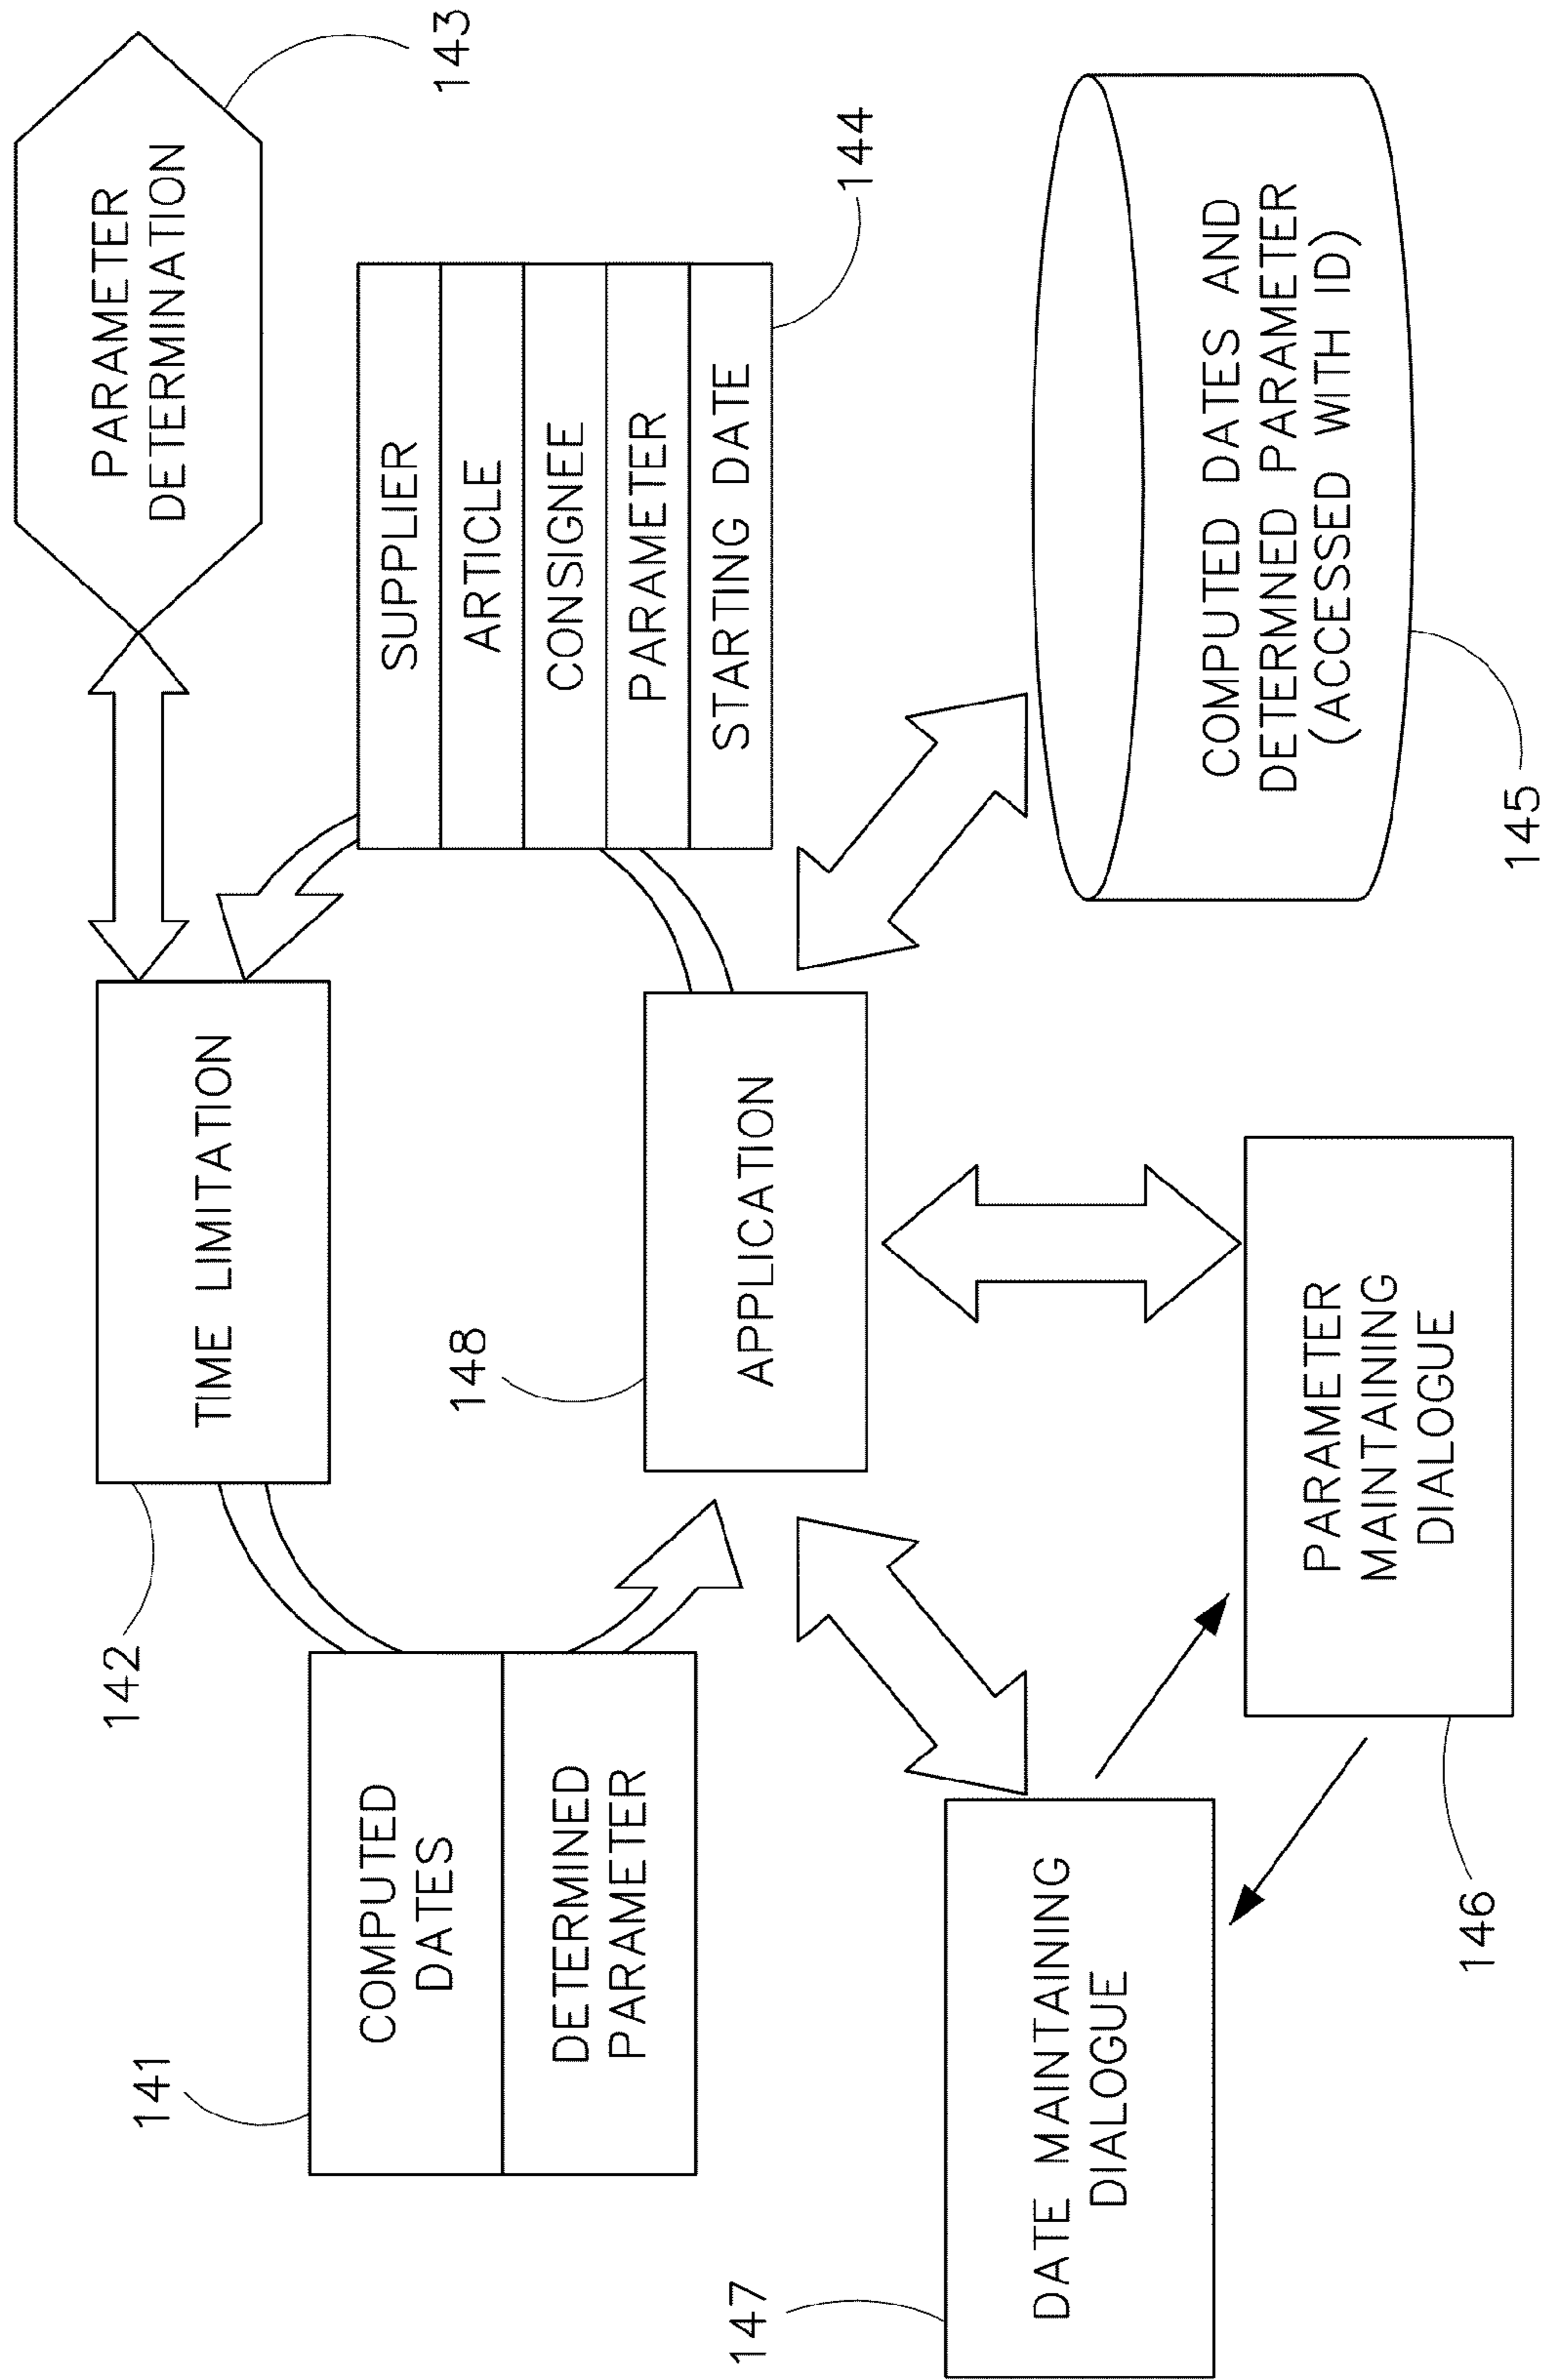 PARAMETER
DETERMINATION
142
141
TIME LIMITATION
143
COMPUTED
DATES
DETERMINED
PARAMETER
SUPPLIER
ARTICLE
CONSIGNEE
PARAMETER
STARTING DATE
148
144
147
APPLICATION
DATE MAINTAINING
DIALOGUE
COMPUTED DATES AND
DETERMNED PARAMETER
(ACCESSED WITH ID)
PARAMETER
MAINTAINING
DIALOGUE
146
145